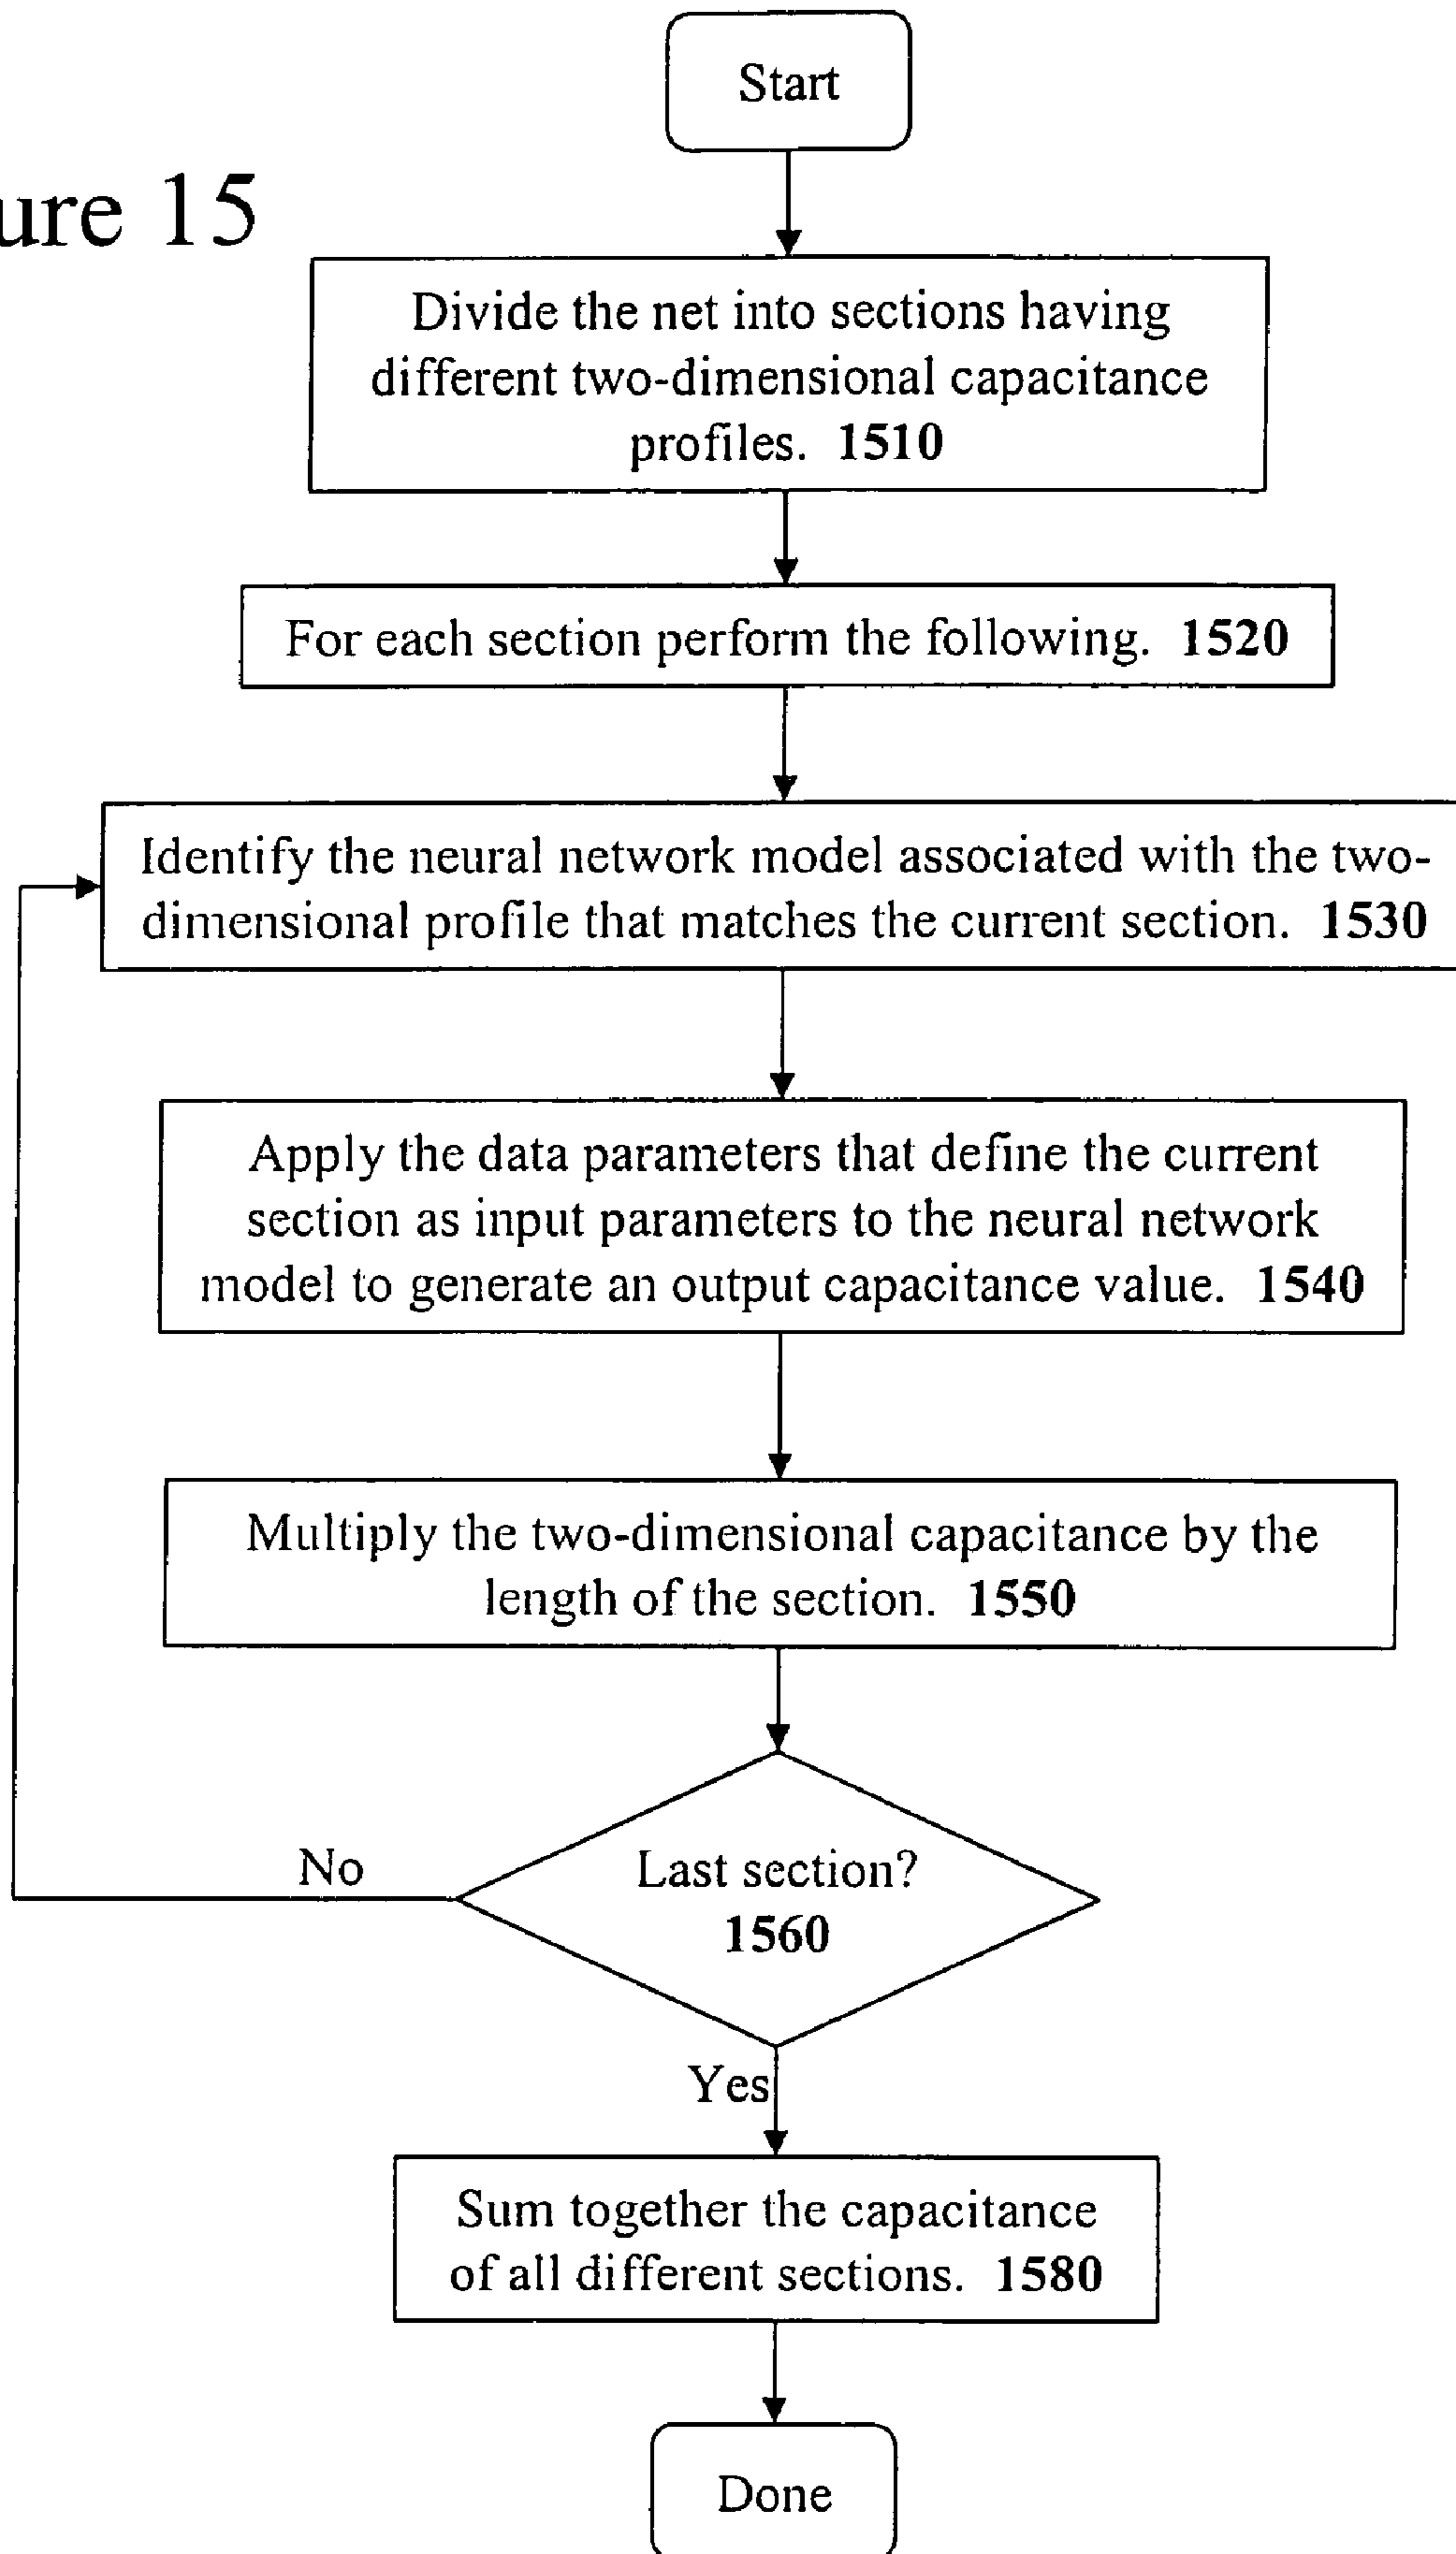 Start
ure 15
Divide the net into sections having
different two-dimensional capacitance
profiles. 1510
For each section perform the following. 1520
Identify the neural network model associated with the two-
dimensional profile that matches the current section. 1530
Apply the data parameters that define the current
section as input parameters to the neural network
model to generate an output capacitance value. 1540
Multiply the two-dimensional capacitance by the
length of the section. 1550
No
Last section?
1560
Yes
Sum together the capacitance
of all different sections. 1580
Done